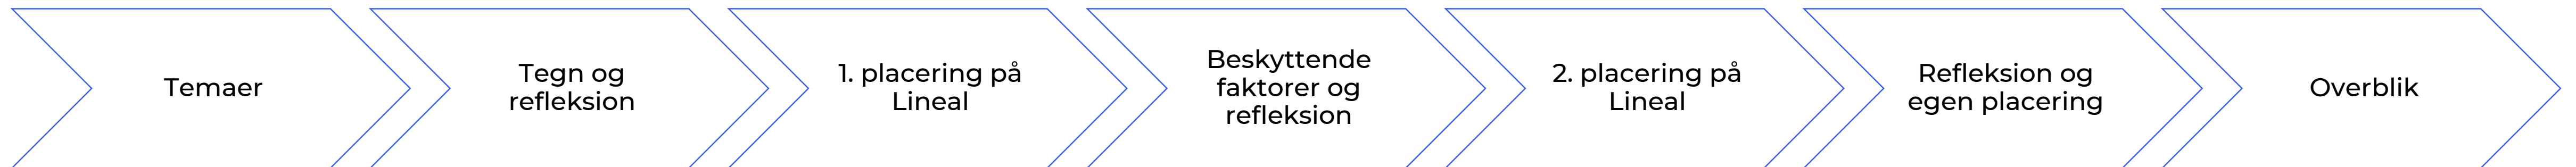 Temaer
Tegn og
refleksion
1. placering på
Lineal
Beskyttende
faktorer og
refleksion
2. placering på
Lineal
Refleksion og
egen placering
Overblik